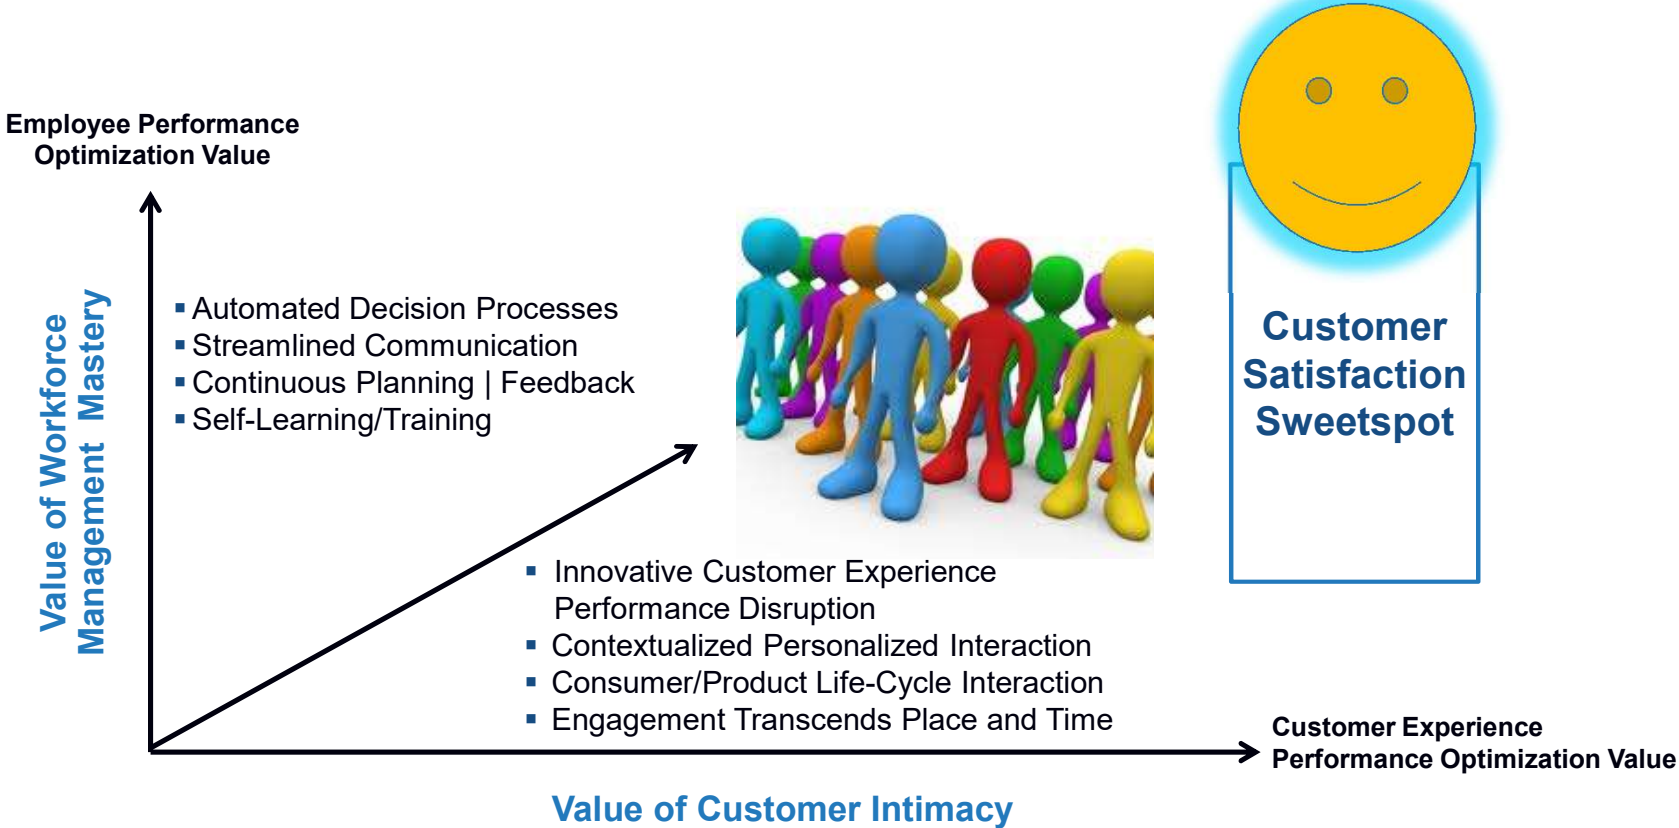 Employee Performance
Optimization Value
Value of Workforce
Management Mastery
▪ Automated Decision Processes
▪ Streamlined Communication
▪ Continuous Planning | Feedback
▪ Self-Learning/Training
Customer
Satisfaction
Sweetspot
▪ Innovative Customer Experience
Performance Disruption
▪ Contextualized Personalized Interaction
▪ Consumer/Product Life-Cycle Interaction
▪ Engagement Transcends Place and Time
Customer Experience
Performance Optimization Value
Value of Customer Intimacy